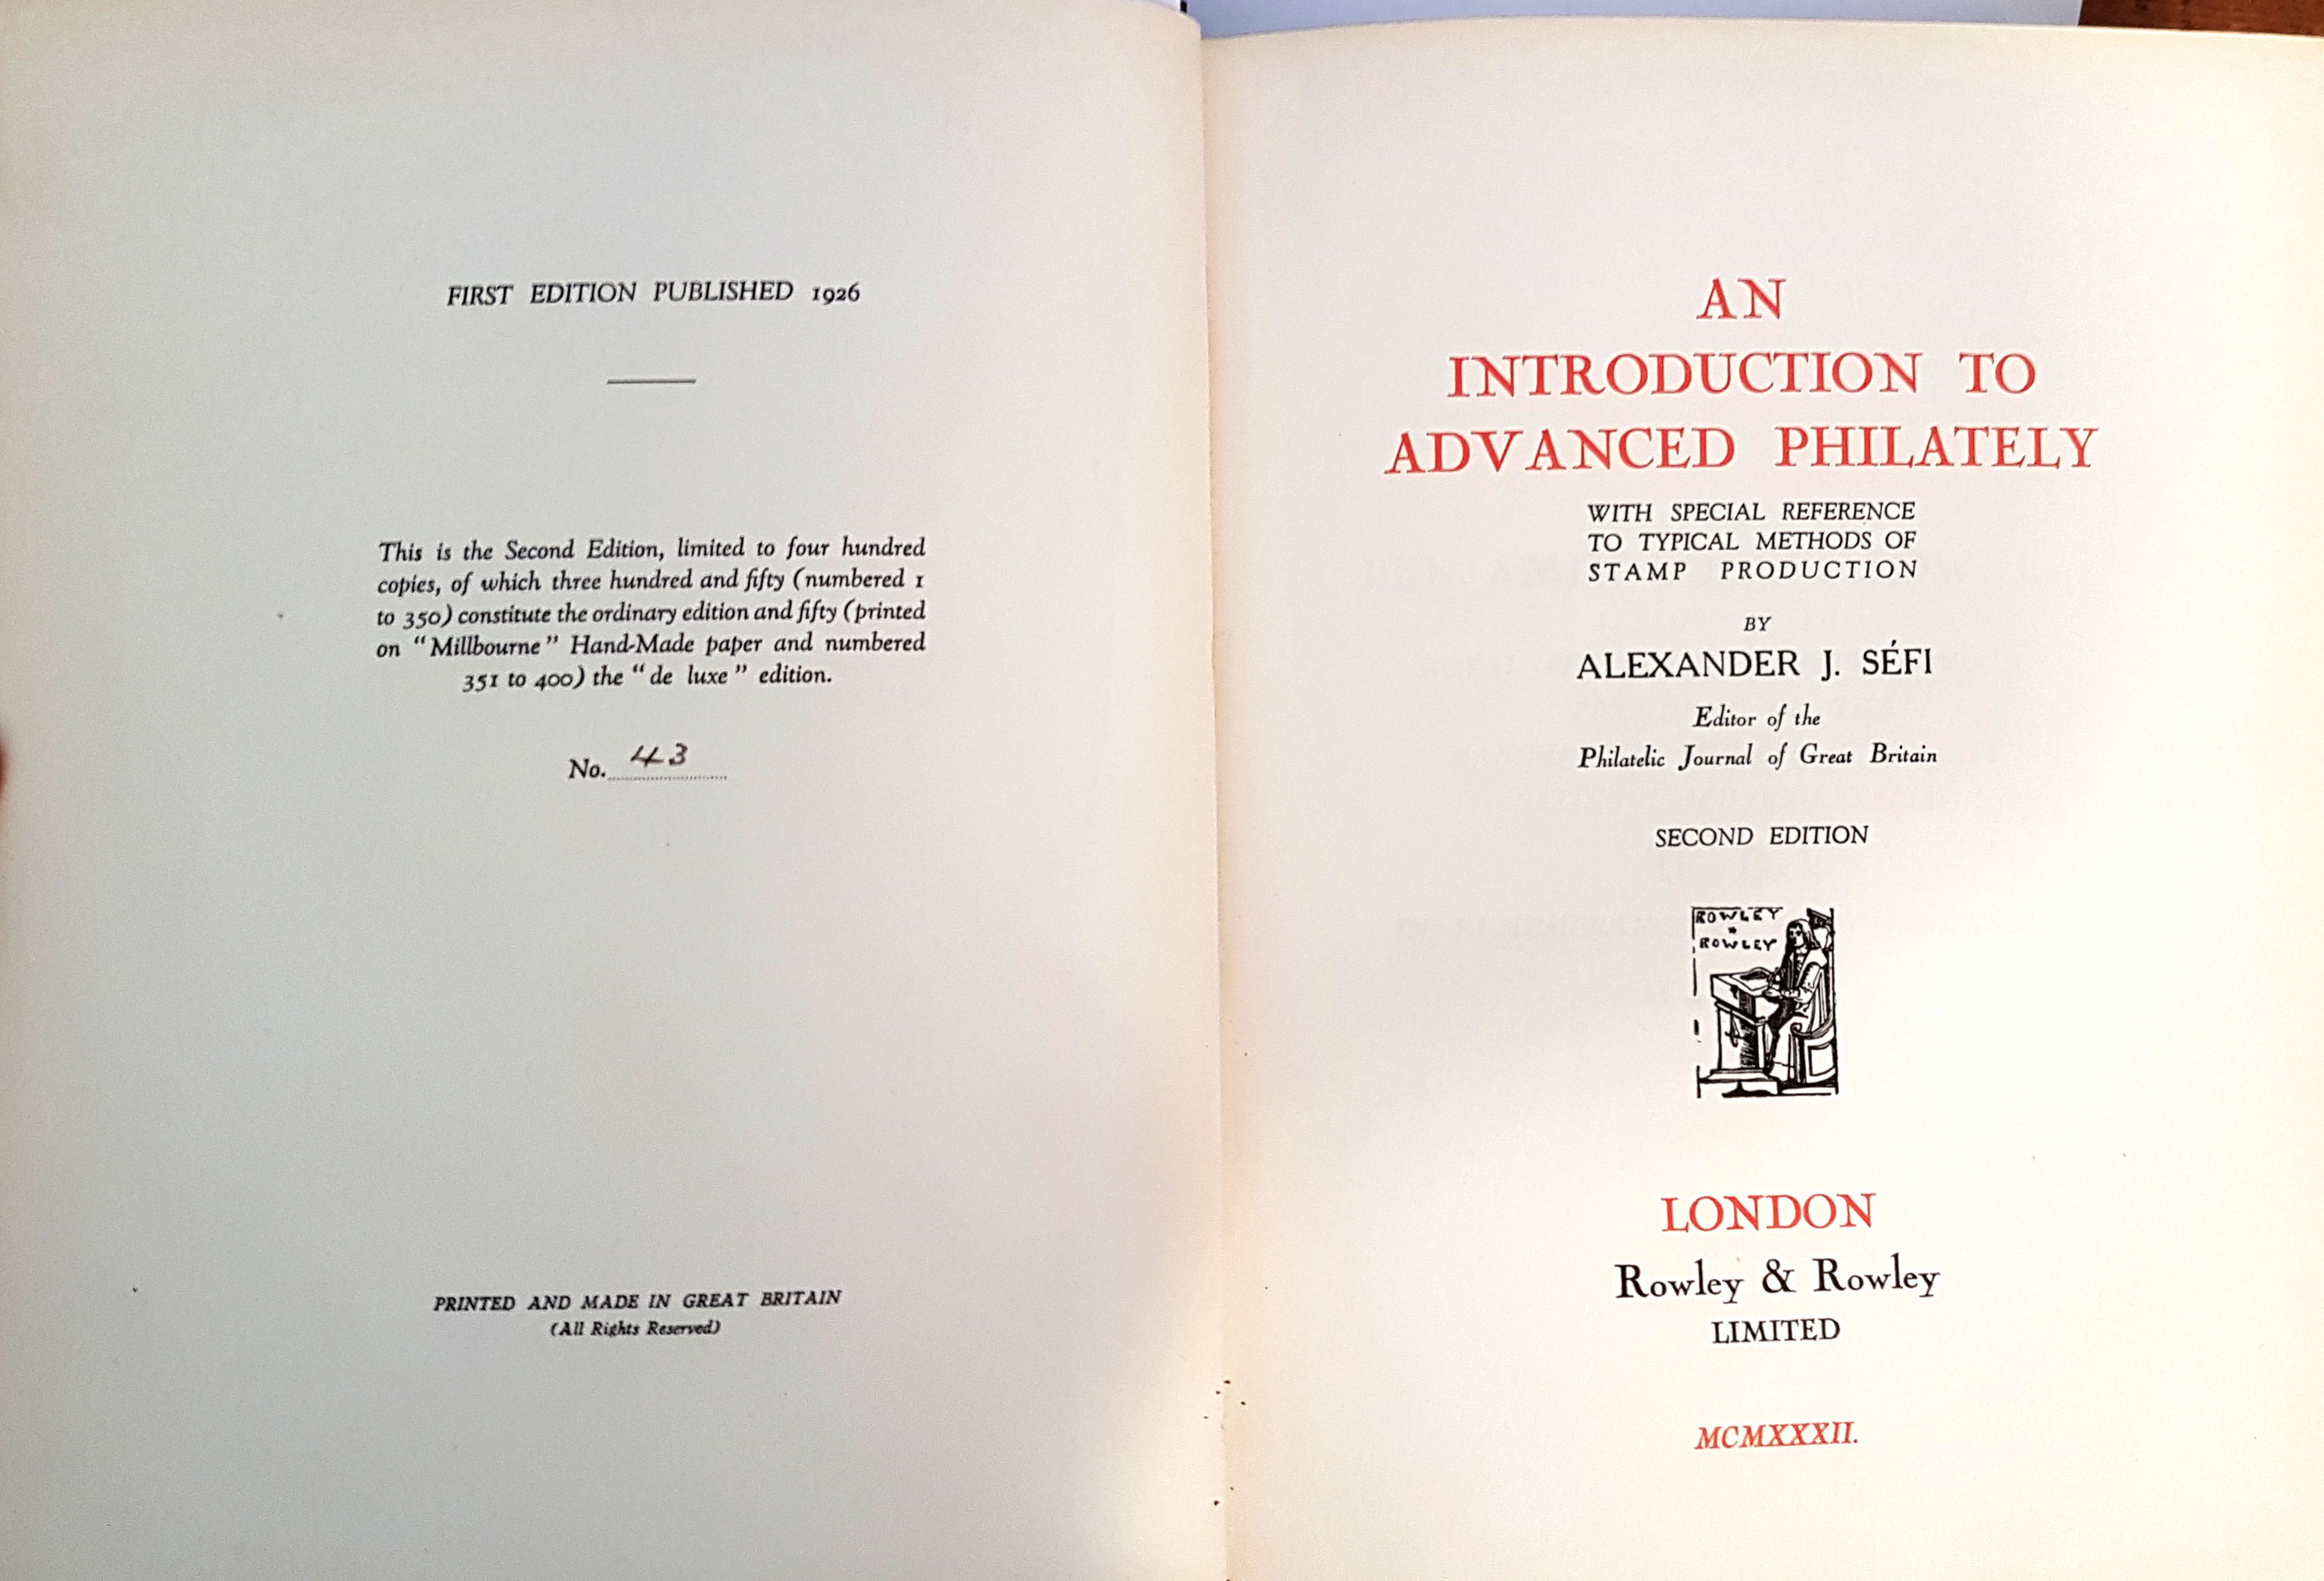 FIRST EDITION PUBLISHED 1926
This is the Second Edition, limited to four hundred
copies, of which three hundred and fifty (numbered 1
to 350) constitute the ordinary edition and fifty (printed
on “Millbourne” Hand-Made paper and numbered
351 to 400) the “de luxe” edition.
No. 43
PRINTED AND MADE IN GREAT BRITAIN
(All Rights Reserved)
AN
INTRODUCTION TO
ADVANCED PHILATELY
WITH SPECIAL REFERENCE
TO TYPICAL METHODS OF
STAMP PRODUCTION
BY
ALEXANDER J. SÉFI
Editor of the
Philatelic Journal of Great Britain
SECOND EDITION
ROWLEY
ROWLEY
LONDON
Rowley & Rowley
LIMITED
MCMXXXII.